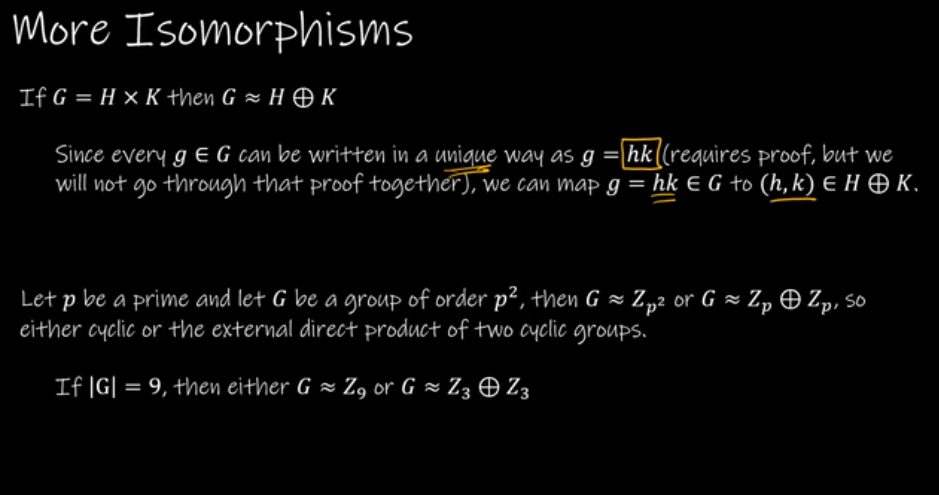 More Isomorphisms
If G = H × K then G ≈ H ⊕ K
Since every g ∈ G can be written in a unique way as g = hk (requires proof, but we
will not go through that proof together), we can map g = hk ∈ G to (h, k) ∈ H ⊕ K.
Let p be a prime and let G be a group of order p², then G ≈ Z_{p²} or G ≈ Z_p ⊕ Z_p, so
either cyclic or the external direct product of two cyclic groups.
If |G| = 9, then either G ≈ Z₉ or G ≈ Z₃ ⊕ Z₃